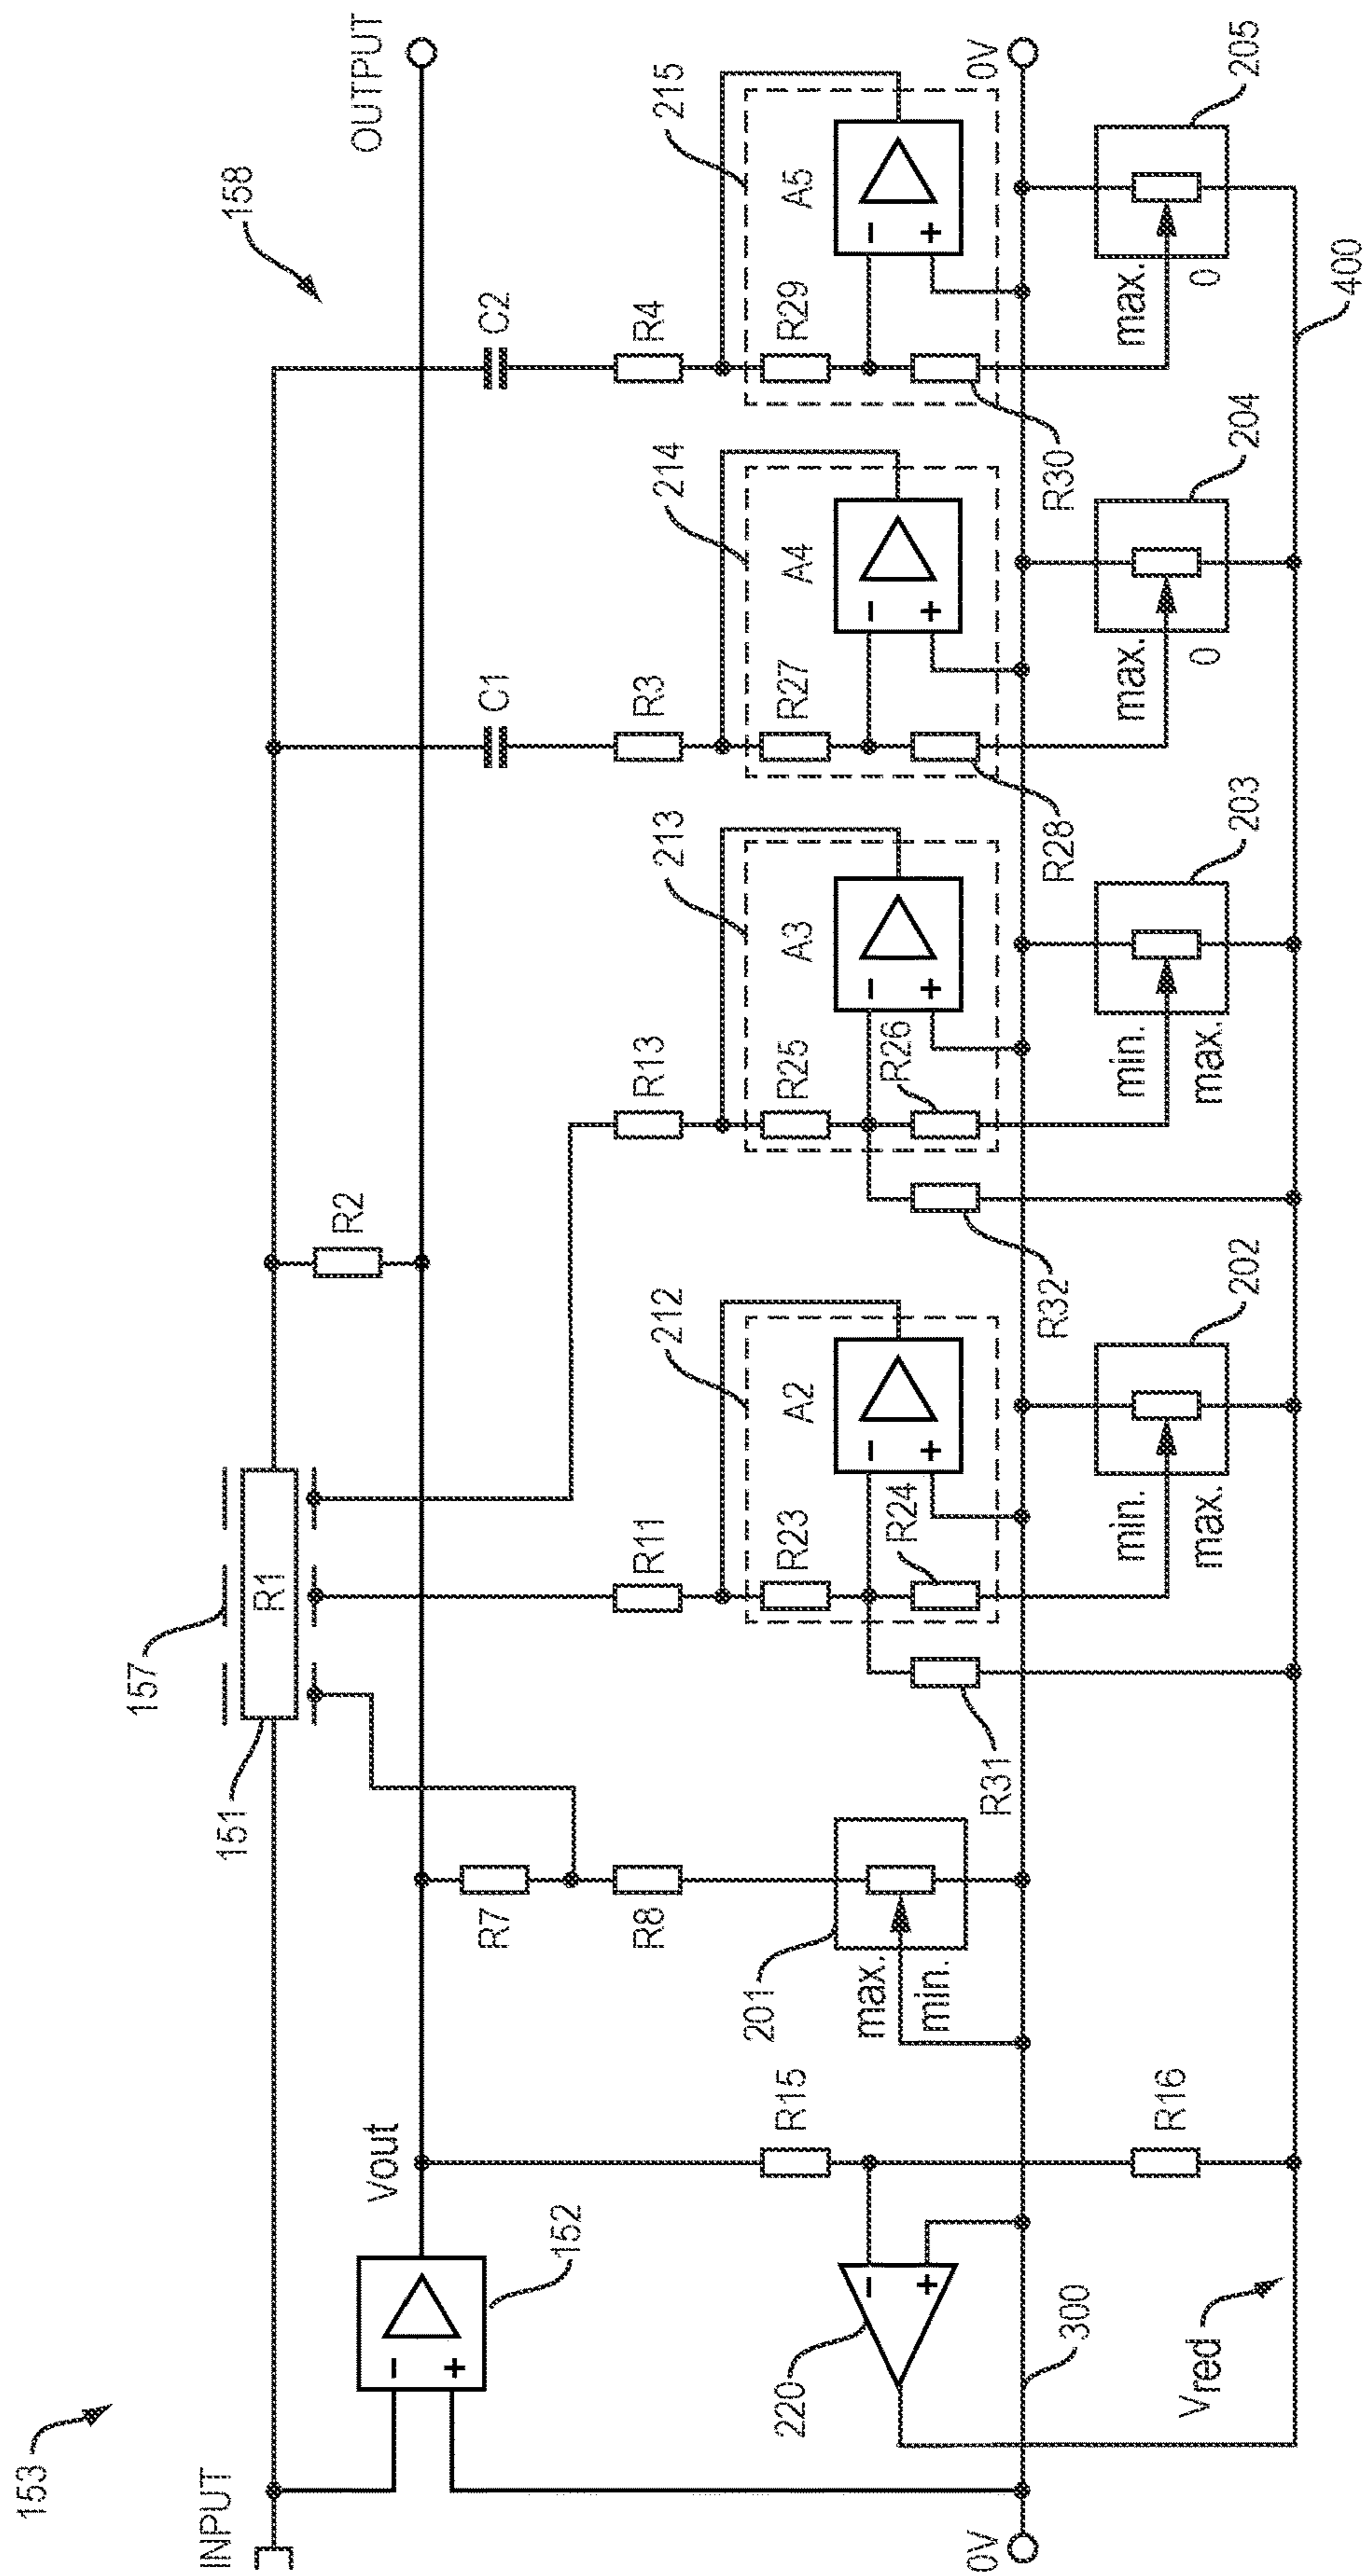 153
INPUT
151
157
R1
158
OUTPUT
R2
Vout
152
C1
C2
R7
R8
R11
R13
R3
R4
212
213
214
215
R15
R23
A2
R25
A3
R27
A4
R29
A5
220
201
max.
min.
R24
R26
R28
R30
R31
R32
- +
- +
- +
- +
- +
- +
0V
300
0V
R16
202
min.
max.
203
min.
max.
204
max.
0
205
max.
0
Vred
400